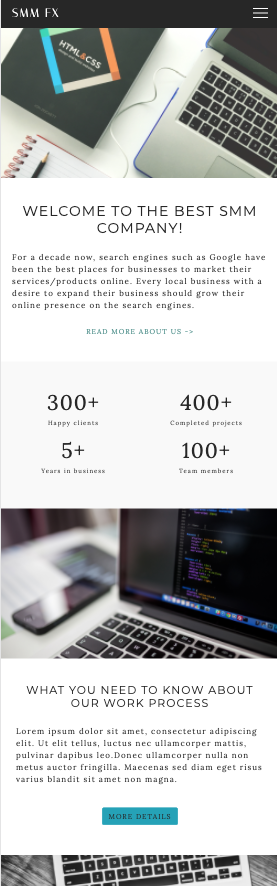 SMM FX
HTML&CSS
WELCOME TO THE BEST SMM
COMPANY!
For a decade now, search engines such as Google have
been the best places for businesses to market their
services/products online. Every local business with a
desire to expand their business should grow their
online presence on the search engines.
READ MORE ABOUT US ->
300+
400+
Happy clients
Completed projects
5+
100+
Years in business
Team members
WHAT YOU NEED TO KNOW ABOUT
OUR WORK PROCESS
Lorem ipsum dolor sit amet, consectetur adipiscing
elit. Ut elit tellus, luctus nec ullamcorper mattis,
pulvinar dapibus leo.Donec ullamcorper nulla non
metus auctor fringilla. Maecenas sed diam eget risus
varius blandit sit amet non magna.
MORE DETAILS